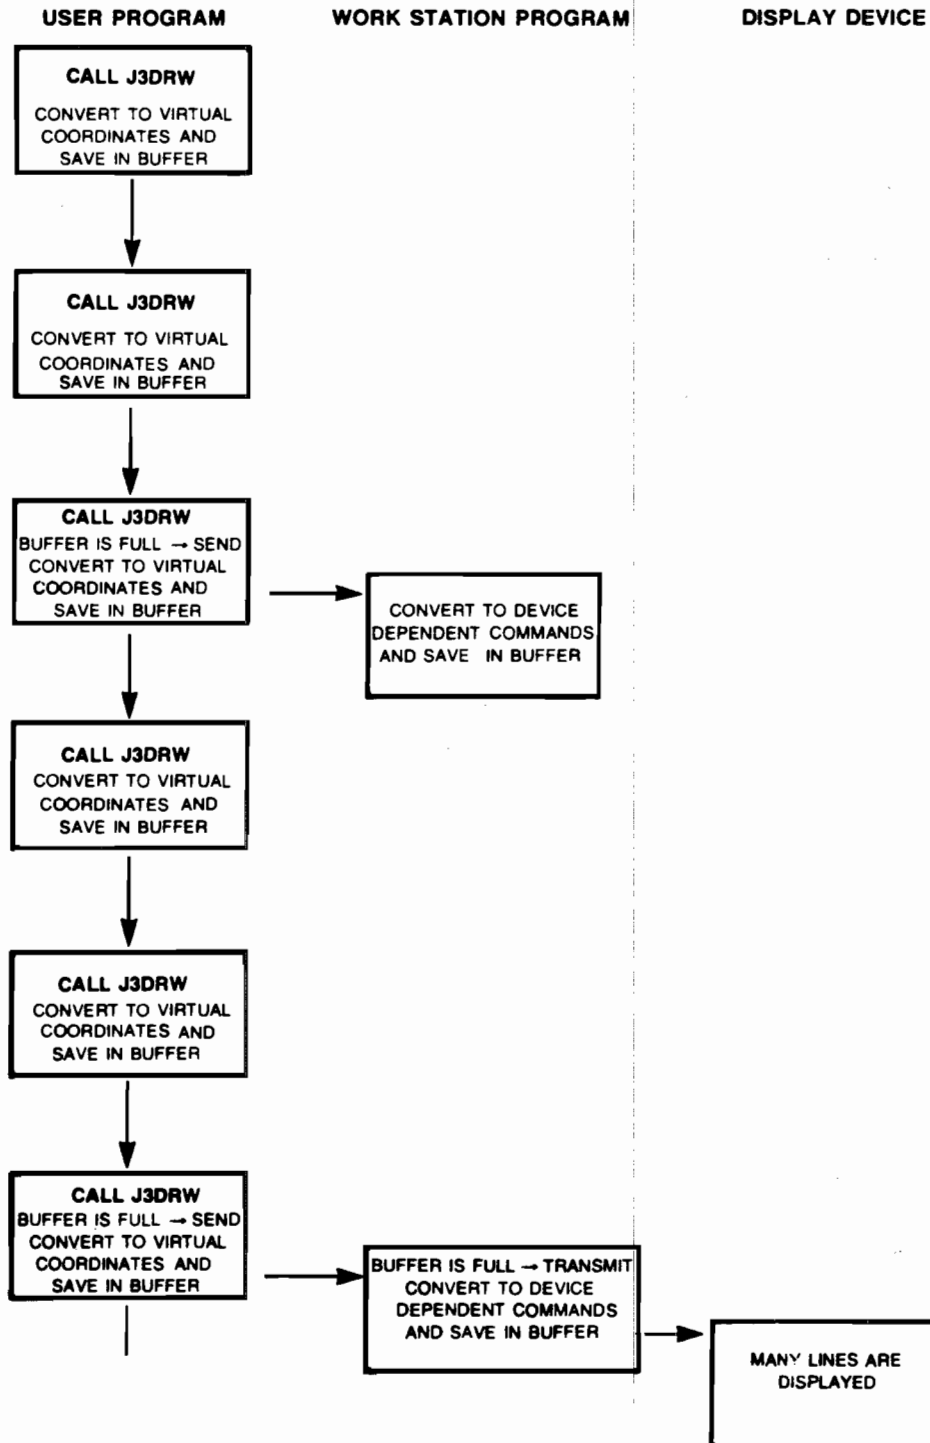 USER PROGRAM
WORK STATION PROGRAM
DISPLAY DEVICE
CALL J3DRW
CONVERT TO VIRTUAL
COORDINATES AND
SAVE IN BUFFER
CALL J3DRW
CONVERT TO VIRTUAL
COORDINATES AND
SAVE IN BUFFER
CALL J3DRW
BUFFER IS FULL → SEND
CONVERT TO VIRTUAL
COORDINATES AND
SAVE IN BUFFER
CONVERT TO DEVICE
DEPENDENT COMMANDS
AND SAVE IN BUFFER
CALL J3DRW
CONVERT TO VIRTUAL
COORDINATES AND
SAVE IN BUFFER
CALL J3DRW
CONVERT TO VIRTUAL
COORDINATES AND
SAVE IN BUFFER
CALL J3DRW
BUFFER IS FULL → SEND
CONVERT TO VIRTUAL
COORDINATES AND
SAVE IN BUFFER
BUFFER IS FULL → TRANSMIT
CONVERT TO DEVICE
DEPENDENT COMMANDS
AND SAVE IN BUFFER
MANY LINES ARE
DISPLAYED